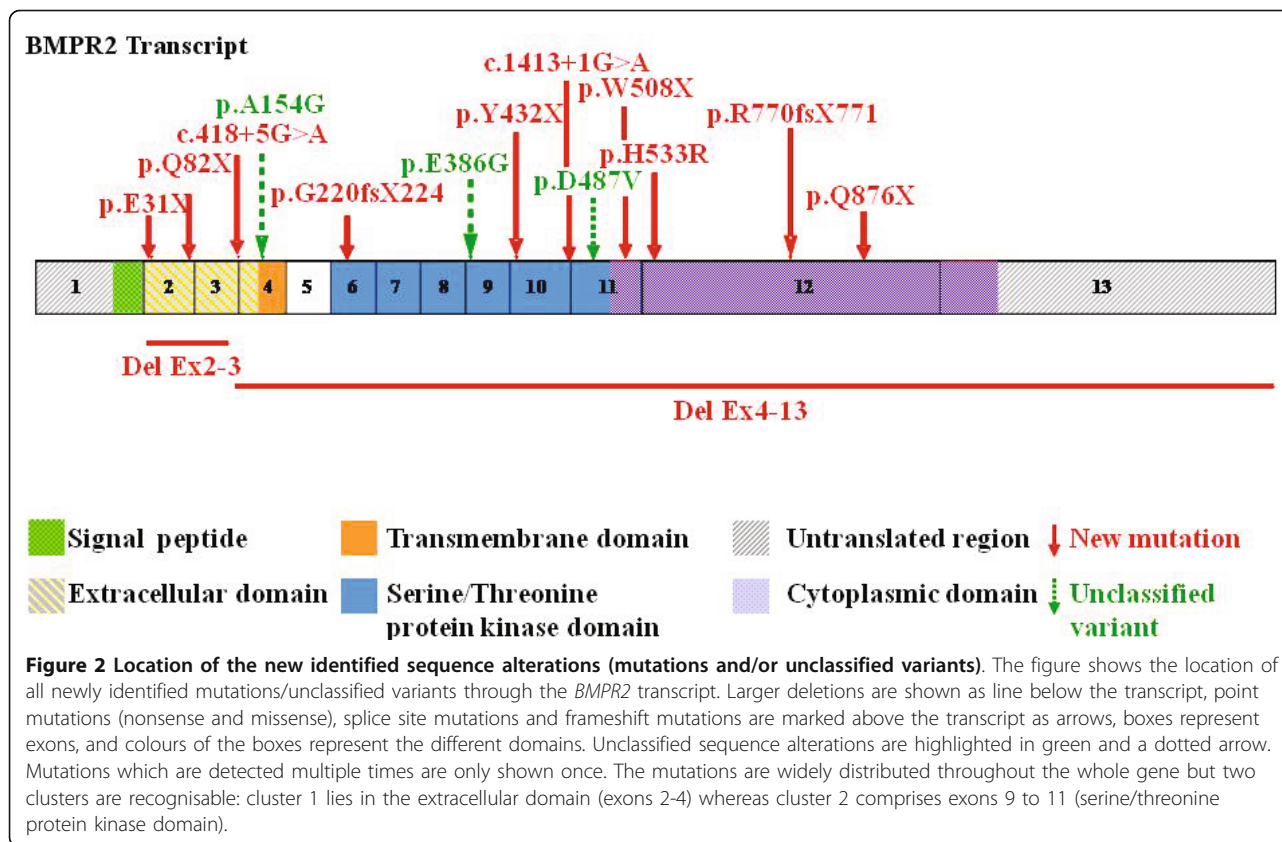 BMPR2 Transcript
c.1413+1G>A
p.W508X
p.A154G
p.Y432X
p.R770fsX771
c.418+5G>A
p.Q82X
p.E386G
p.H533R
p.E31X
p.G220fsX224
p.D487V
p.Q876X
1 2 3 4 5 6 7 8 9 10 11 12 13
Del Ex2-3
Del Ex4-13
Signal peptide
Transmembrane domain
Untranslated region
New mutation
Extracellular domain
Serine/Threonine
protein kinase domain
Cytoplasmic domain
Unclassified
variant
Figure 2 Location of the new identified sequence alterations (mutations and/or unclassified variants). The figure shows the location of
all newly identified mutations/unclassified variants through the BMPR2 transcript. Larger deletions are shown as line below the transcript, point
mutations (nonsense and missense), splice site mutations and frameshift mutations are marked above the transcript as arrows, boxes represent
exons, and colours of the boxes represent the different domains. Unclassified sequence alterations are highlighted in green and a dotted arrow.
Mutations which are detected multiple times are only shown once. The mutations are widely distributed throughout the whole gene but two
clusters are recognisable: cluster 1 lies in the extracellular domain (exons 2-4) whereas cluster 2 comprises exons 9 to 11 (serine/threonine
protein kinase domain).